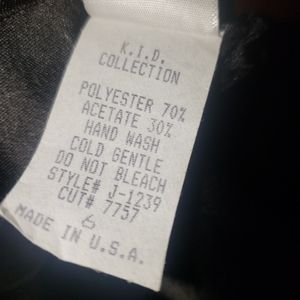 K.I.D.
COLLECTION
POLYESTER 70%
ACETATE 30%
HAND WASH
COLD GENTLE
DO NOT BLEACH
STYLE# J-1239
CUT# 7757
6
MADE IN U.S.A.